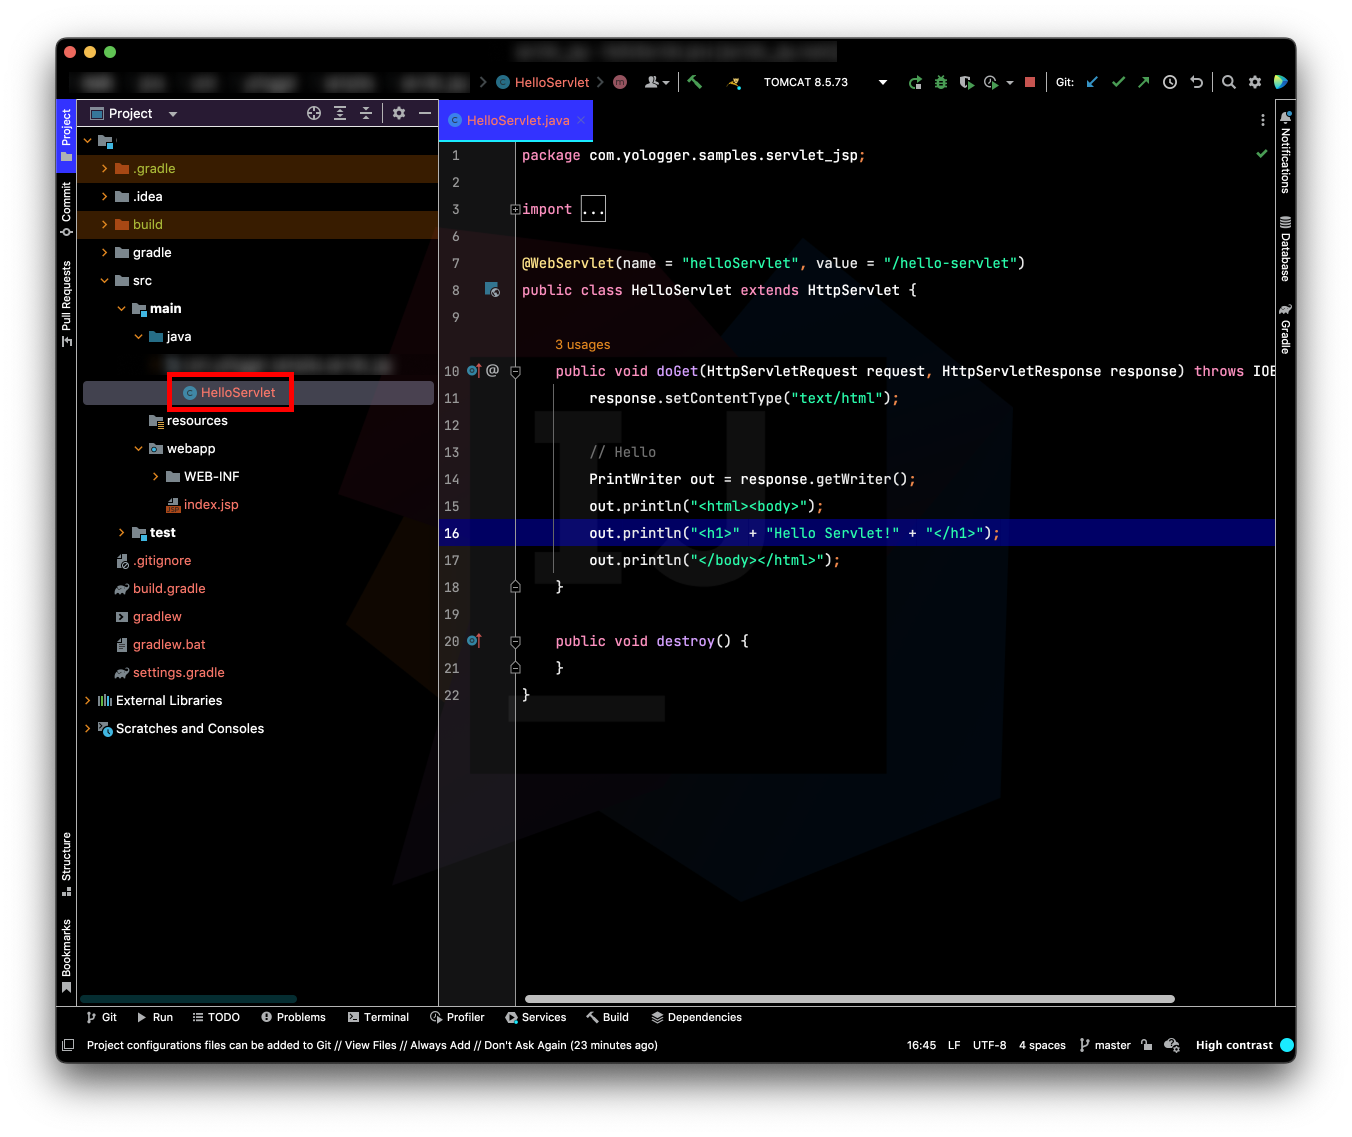 HelloServlet
m
TOMCAT 8.5.73
Git:
Project
Project
HelloServlet.java
.gradle
.idea
build
gradle
src
main
java
HelloServlet
resources
webapp
WEB-INF
index.jsp
test
.gitignore
build.gradle
gradlew
gradlew.bat
settings.gradle
External Libraries
Scratches and Consoles
Commit
Pull Requests
Structure
Bookmarks
1 package com.yologger.samples.servlet_jsp;
2
3 import ...
6
7 @WebServlet(name = "helloServlet", value = "/hello-servlet")
8 public class HelloServlet extends HttpServlet {
9
3 usages
10 @ public void doGet(HttpServletRequest request, HttpServletResponse response) throws IOE
11 response.setContentType("text/html");
12
13 // Hello
14 PrintWriter out = response.getWriter();
15 out.println("<html><body>");
16 out.println("<h1>" + "Hello Servlet!" + "</h1>");
17 out.println("</body></html>");
18 }
19
20 public void destroy() {
21 }
22 }
Notifications
Database
Gradle
Git Run TODO Problems Terminal Profiler Services Build Dependencies
Project configurations files can be added to Git // View Files // Always Add // Don't Ask Again (23 minutes ago) 16:45 LF UTF-8 4 spaces master High contrast